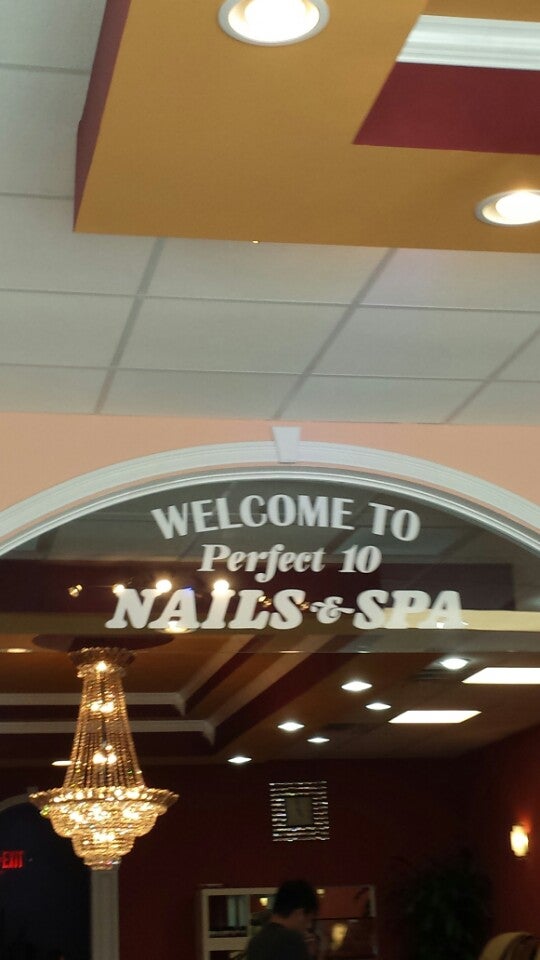 WELCOME TO
Perfect 10
NAILS & SPA
EXIT